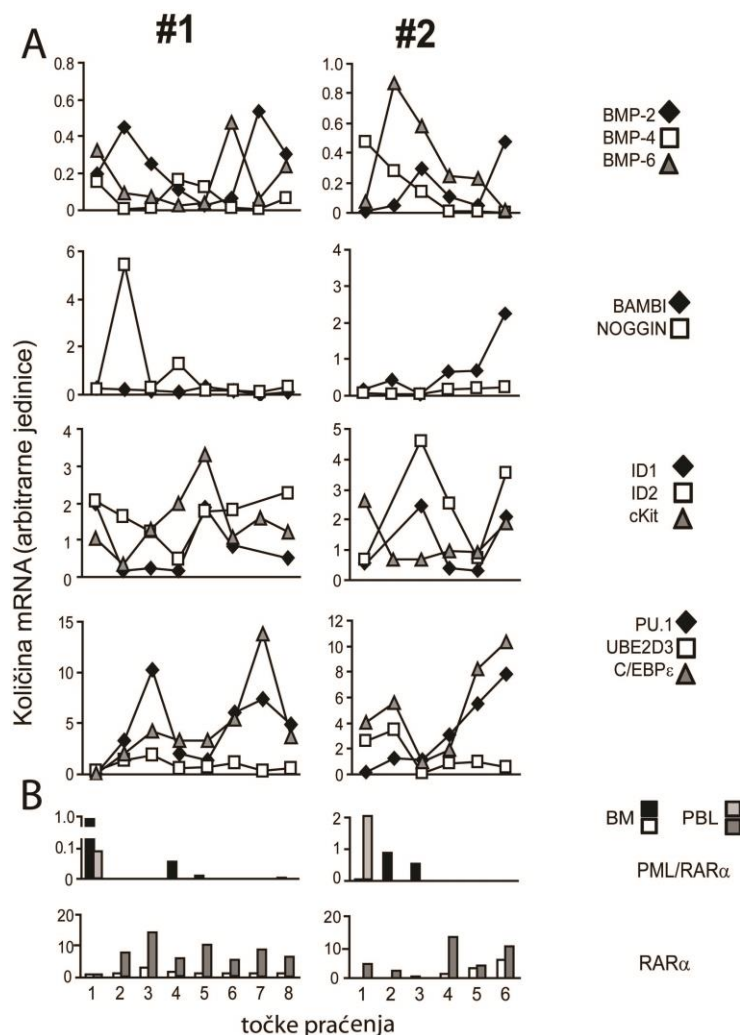 #1 #2
A
0.8
0.6
0.4
0.2
0
1.0
0.8
0.6
0.4
0.2
0
BMP-2
BMP-4
BMP-6
6
4
2
0
4
3
2
1
0
BAMBI
NOGGIN
Količina mRNA (arbitrarne jedinice)
4
3
2
1
0
5
4
3
2
1
0
ID1
ID2
cKit
15
10
5
0
12
10
8
6
4
2
0
PU.1
UBE2D3
C/EBPε
B
1.0
0.1
0
2
1
0
BM PBL
PML/RARα
20
10
0
20
10
0
RARα
1 2 3 4 5 6 7 8
1 2 3 4 5 6
točke praćenja